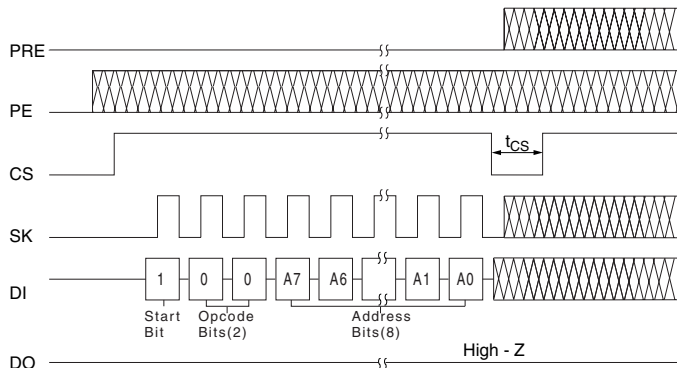 PRE
PE
CS
tCS
SK
DI
1 0 0 A7 A6 A1 A0
Start Bit
Opcode Bits(2)
Address Bits(8)
DO
High - Z